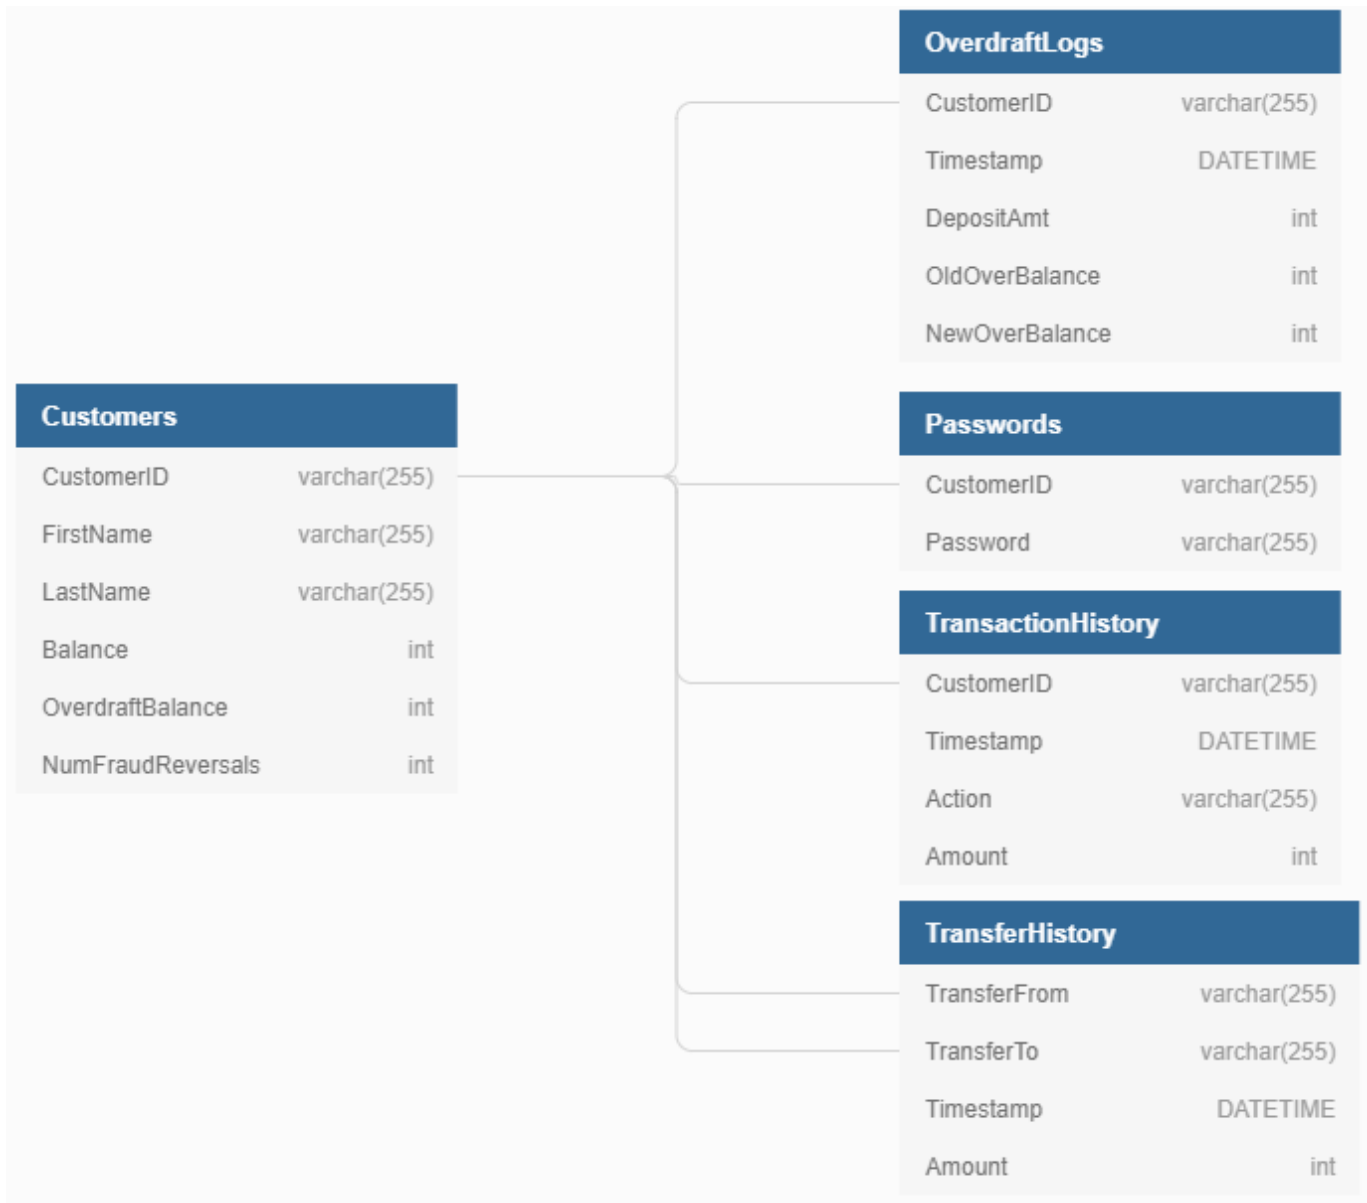 Customers
CustomerID varchar(255)
FirstName varchar(255)
LastName varchar(255)
Balance int
OverdraftBalance int
NumFraudReversals int
OverdraftLogs
CustomerID varchar(255)
Timestamp DATETIME
DepositAmt int
OldOverBalance int
NewOverBalance int
Passwords
CustomerID varchar(255)
Password varchar(255)
TransactionHistory
CustomerID varchar(255)
Timestamp DATETIME
Action varchar(255)
Amount int
TransferHistory
TransferFrom varchar(255)
TransferTo varchar(255)
Timestamp DATETIME
Amount int